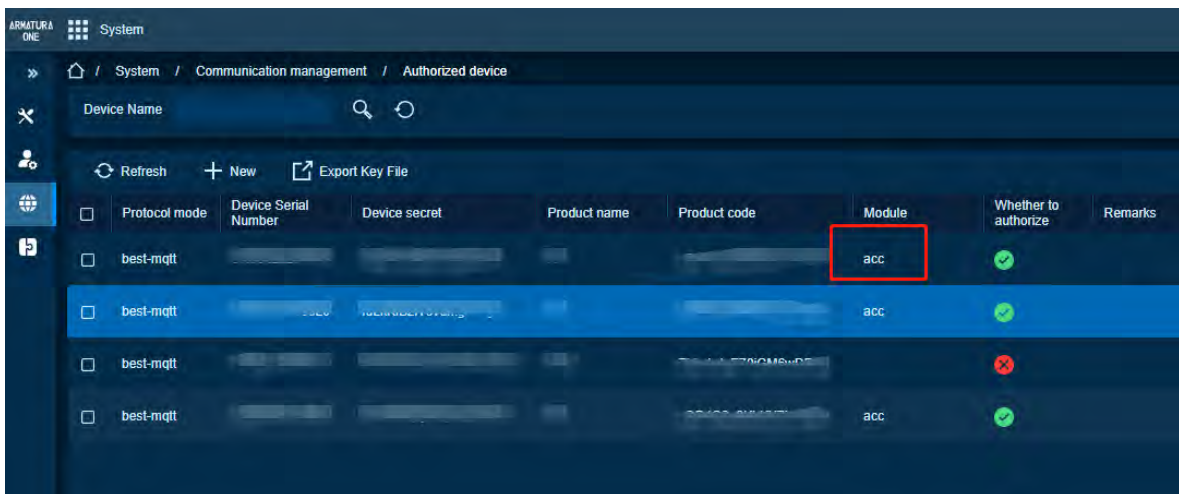 ARMATURA
ONE
System
/ System / Communication management / Authorized device
Device Name
Refresh New Export Key File
Protocol mode Device Serial Number Device secret Product name Product code Module Whether to authorize Remarks
best-mqtt acc
best-mqtt acc
best-mqtt
best-mqtt acc